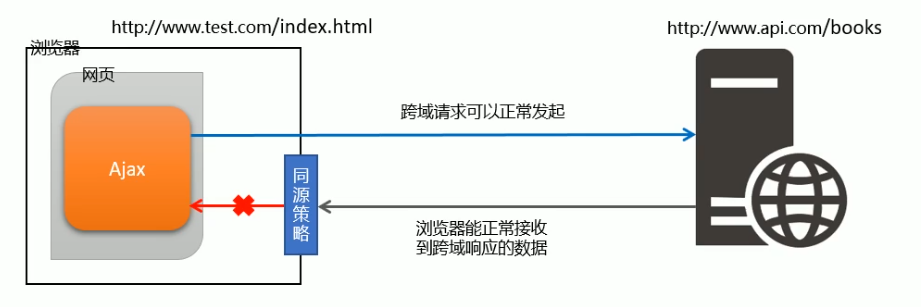 http://www.test.com/index.html
http://www.api.com/books
浏览器
网页
跨域请求可以正常发起
Ajax
同
源
策
略
浏览器能正常接收
到跨域响应的数据